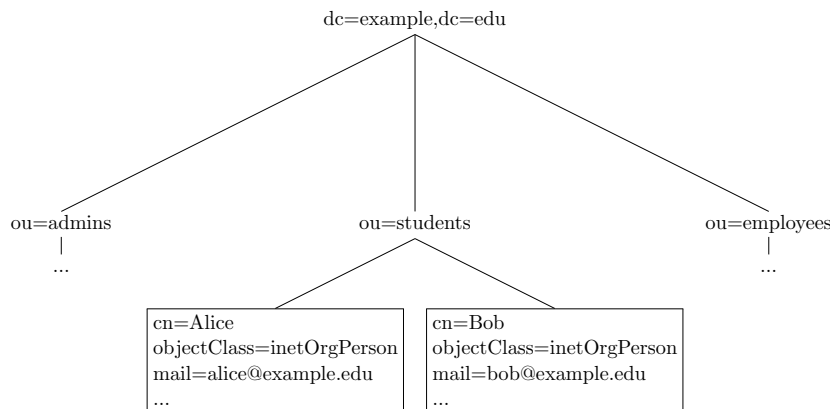 dc=example,dc=edu
ou=admins
ou=students
ou=employees
...
...
cn=Alice
objectClass=inetOrgPerson
mail=alice@example.edu
...
cn=Bob
objectClass=inetOrgPerson
mail=bob@example.edu
...